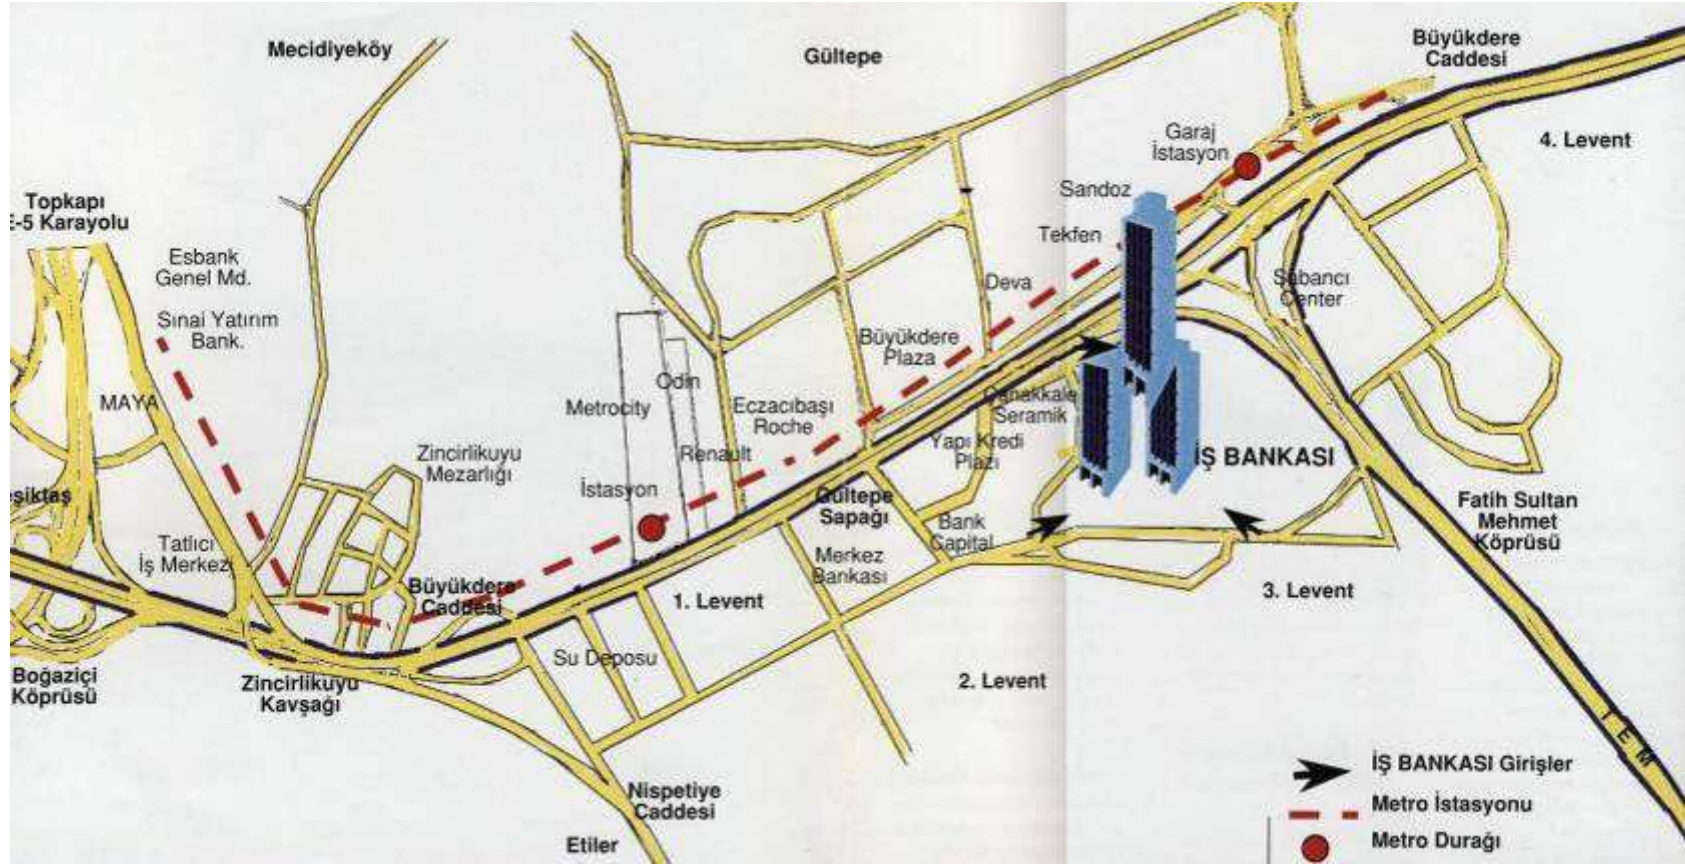 Mecidiyeköy
Gültepe
Büyükdere
Caddesi
Garaj
İstasyon
4. Levent
Topkapı
E-5 Karayolu
Sandoz
Tekfen
Esbank
Genel Md.
Sınai Yatırım
Bank.
Deva
Sabancı
Center
Büyükdere
Plaza
MAYA
Odin
Metrocity
Eczacıbaşı
Roche
Çanakkale
Seramik
Zincirlikuyu
Mezarlığı
Renault
Yapı Kredi
Plazı
İŞ BANKASI
İstasyon
Gültepe
Sapağı
Bank
Capital
Fatih Sultan
Mehmet
Köprüsü
eşiktaş
Tatlıcı
İş Merkezi
Merkez
Bankası
Büyükdere
Caddesi
1. Levent
3. Levent
Su Deposu
2. Levent
Boğaziçi
Köprüsü
Zincirlikuyu
Kavşağı
TEM
Nispetiye
Caddesi
Etiler
İŞ BANKASI Girişler
Metro İstasyonu
Metro Durağı